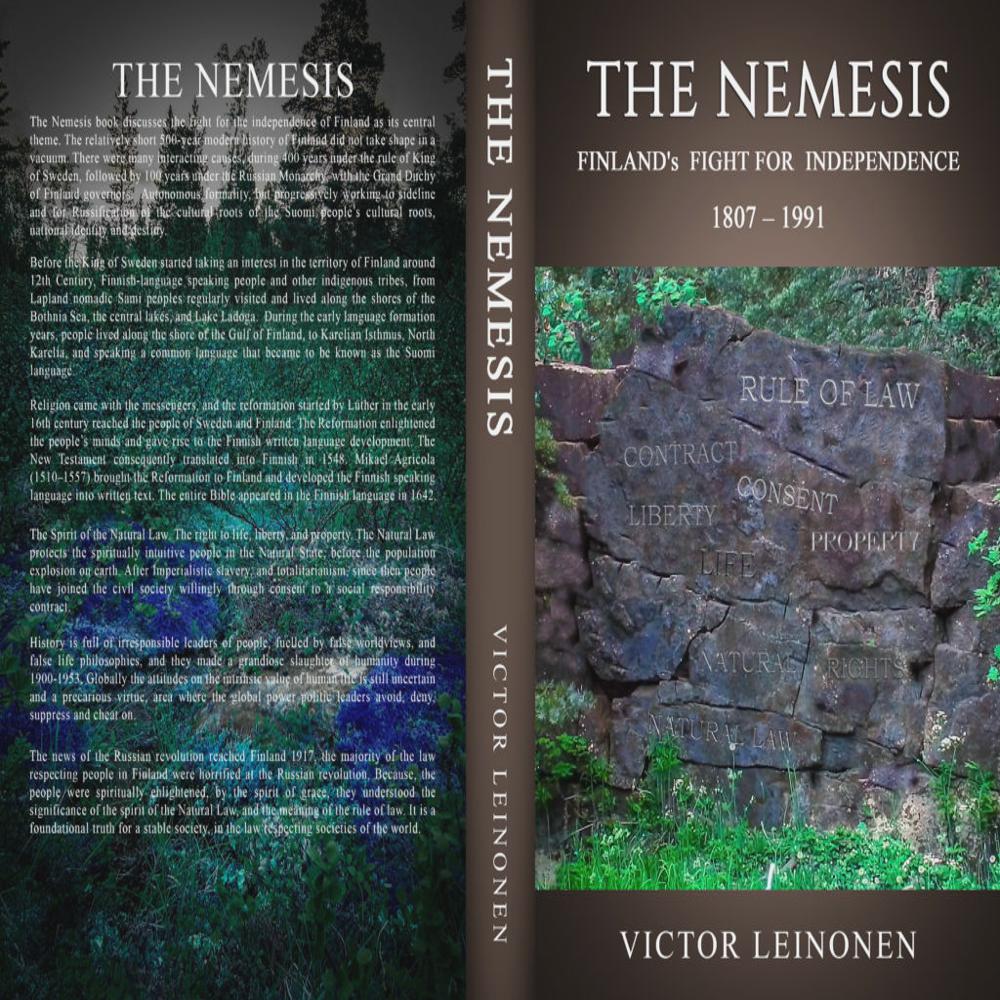 THE NEMESIS
The Nemesis book discusses the fight for the independence of Finland as its central
theme. The relatively short 500-year modern history of Finland did not take shape in a
vacuum. There were many interacting causes, during 400 years under the rule of King
of Sweden, followed by 100 years under the Russian Monarchy, with the Grand Duchy
of Finland governors'. Autonomous formality, but progressively working to sideline
and for Russification of the cultural roots of the Suomi people's cultural roots,
national identity and destiny.
Before the King of Sweden started taking an interest in the territory of Finland around
12th Century, Finnish-language speaking people and other indigenous tribes, from
Lapland nomadic Sami peoples regularly visited and lived along the shores of the
Bothnia Sea, the central lakes, and Lake Ladoga. During the early language formation
years, people lived along the shore of the Gulf of Finland, to Karelian Isthmus, North
Karelia, and speaking a common language that became to be known as the Suomi
language.
Religion came with the messengers, and the reformation started by Luther in the early
16th century reached the people of Sweden and Finland. The Reformation enlightened
the people's minds and gave rise to the Finnish written language development. The
New Testament consequently translated into Finnish in 1548. Mikael Agricola
(1510–1557) brought the Reformation to Finland and developed the Finnish speaking
language into written text. The entire Bible appeared in the Finnish language in 1642.
The Spirit of the Natural Law. The right to life, liberty, and property. The Natural Law
protects the spiritually intuitive people in the Natural State, before the population
explosion on earth. After Imperialistic slavery, and totalitarianism, since then people
have joined the civil society willingly through consent to a social responsibility
contract.
History is full of irresponsible leaders of people, fuelled by false worldviews, and
false life philosophies, and they made a grandiose slaughter of humanity during
1900-1953. Globally the attitudes on the intrinsic value of human life is still uncertain
and a precarious virtue, area where the global power politic leaders avoid, deny,
suppress and cheat on.
The news of the Russian revolution reached Finland 1917, the majority of the law
respecting people in Finland were horrified at the Russian revolution. Because, the
people were spiritually enlightened, by the spirit of grace, they understood the
significance of the spirit of the Natural Law, and the meaning of the rule of law. It is a
foundational truth for a stable society, in the law respecting societies of the world.
THE NEMESIS
VICTOR LEINONEN
THE NEMESIS
FINLAND's FIGHT FOR INDEPENDENCE
1807 – 1991
RULE OF LAW
CONTRACT
CONSENT
LIBERTY
PROPERTY
LIFE
NATURAL RIGHTS
NATURAL LAW
VICTOR LEINONEN